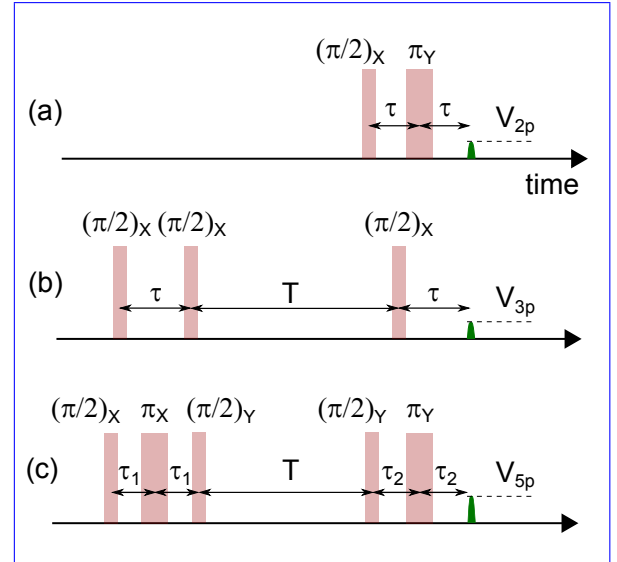 (π/2)X πY
(a)
τ τ
V2p
time
(π/2)X (π/2)X (π/2)X
(b)
τ T τ
V3p
(π/2)X πX (π/2)Y (π/2)Y πY
(c)
τ1 τ1 T τ2 τ2
V5p